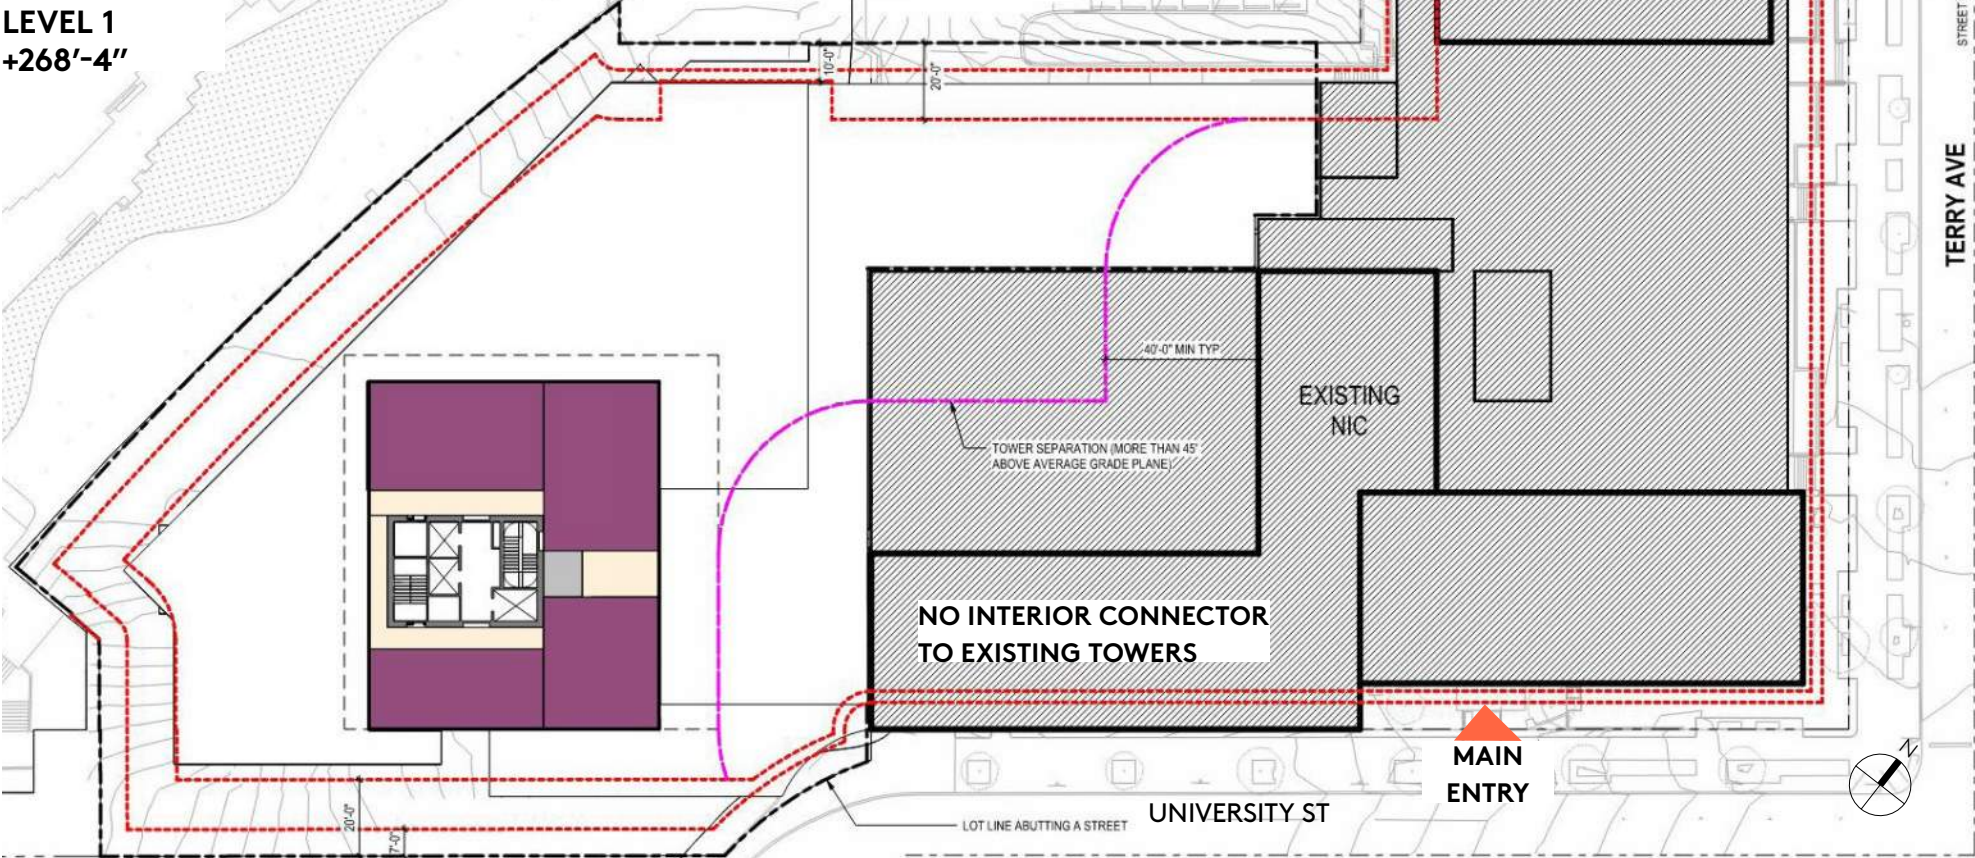 LEVEL 1
+268'-4"
STREET
10'-0"
20'-0"
TERRY AVE
40'-0" MIN TYP
EXISTING
NIC
TOWER SEPARATION (MORE THAN 45'
ABOVE AVERAGE GRADE PLANE)
NO INTERIOR CONNECTOR
TO EXISTING TOWERS
MAIN
ENTRY
N
20'-0"
7'-0"
LOT LINE ABUTTING A STREET
UNIVERSITY ST